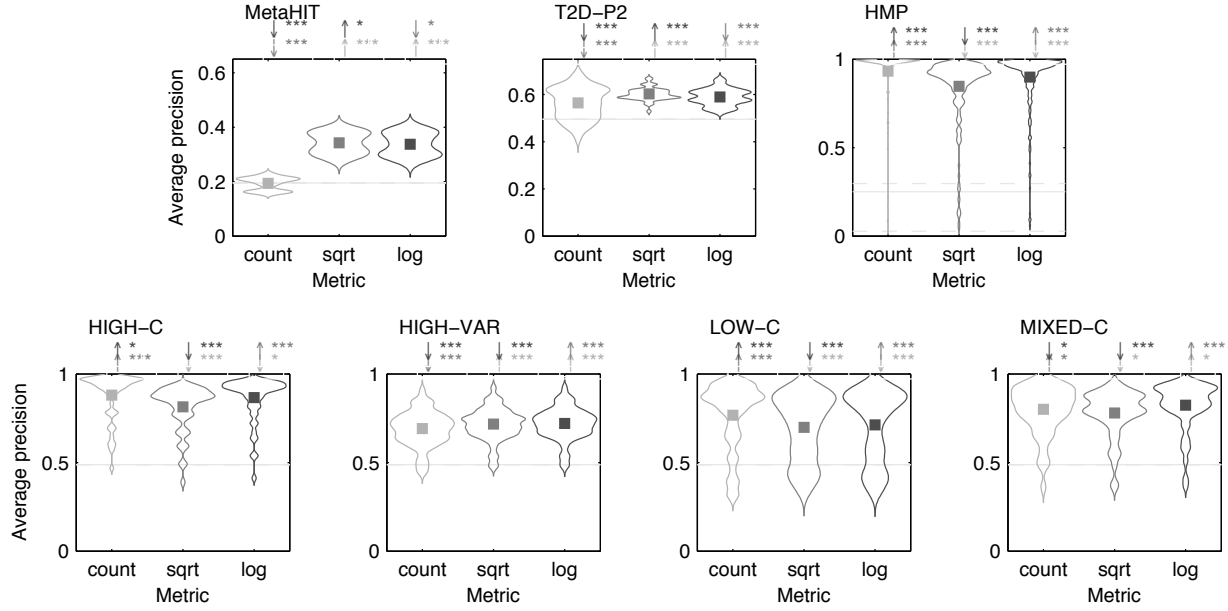 MetaHIT T2D−P2 HMP
*** * * *** *** *** *** *** ***
*** *** *** *** *** *** *** *** ***
0.6 0.6 1
Average precision
0.4 0.4
0.5
0.2 0.2
0 0 0
count sqrt log count sqrt log count sqrt log
Metric Metric Metric
HIGH−C HIGH−VAR LOW−C MIXED−C
* *** *** *** *** *** *** *** *** * *** ***
*** *** * *** *** *** *** *** *** * * *
1 1 1 1
Average precision
0.5 0.5 0.5 0.5
0 0 0 0
count sqrt log count sqrt log count sqrt log count sqrt log
Metric Metric Metric Metric